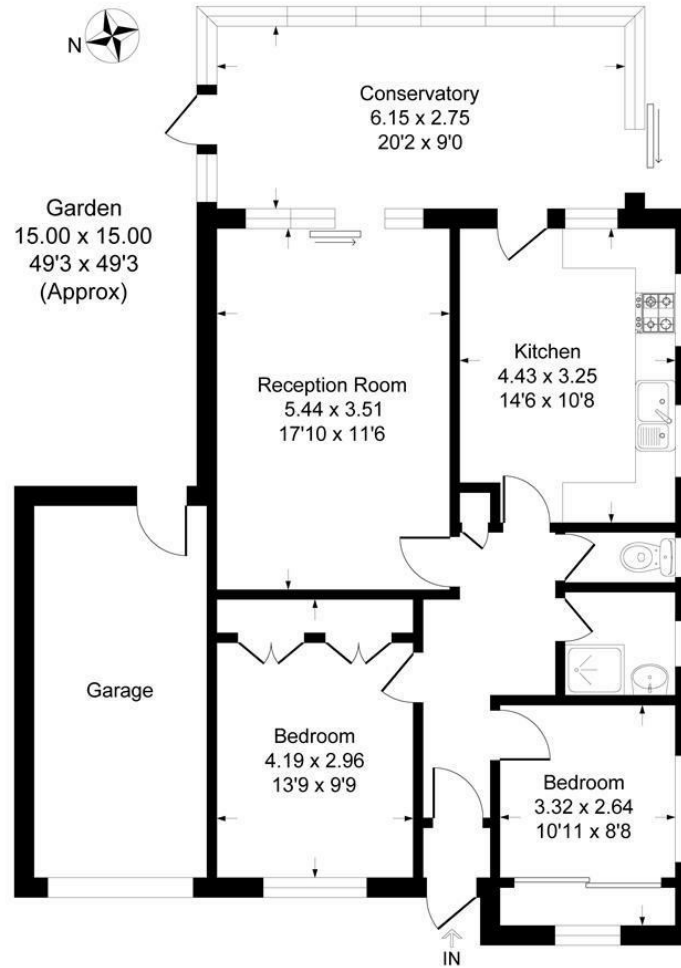 N
Conservatory
6.15 x 2.75
20'2 x 9'0
Garden
15.00 x 15.00
49'3 x 49'3
(Approx)
Reception Room
5.44 x 3.51
17'10 x 11'6
Kitchen
4.43 x 3.25
14'6 x 10'8
Garage
Bedroom
4.19 x 2.96
13'9 x 9'9
Bedroom
3.32 x 2.64
10'11 x 8'8
IN